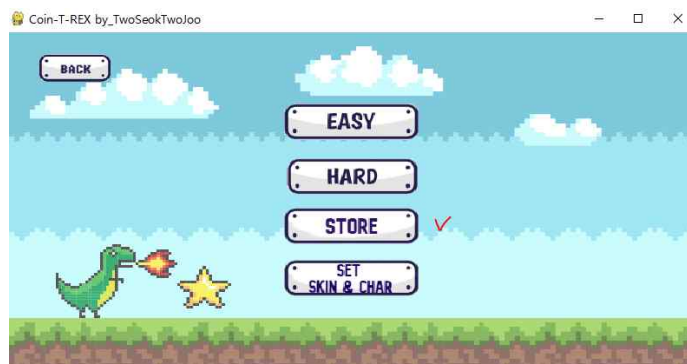 Coin-T-REX by_TwoSeokTwoJoo
BACK
EASY
HARD
STORE
SET
SKIN & CHAR